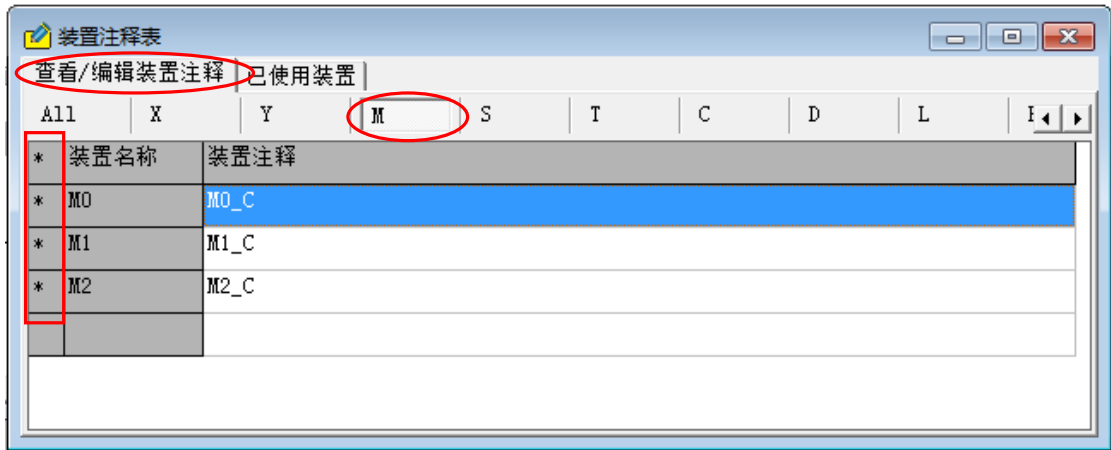 装置注释表
查看/编辑装置注释 已使用装置
All X Y M S T C D L
* 装置名称 装置注释
* M0 M0_C
* M1 M1_C
* M2 M2_C